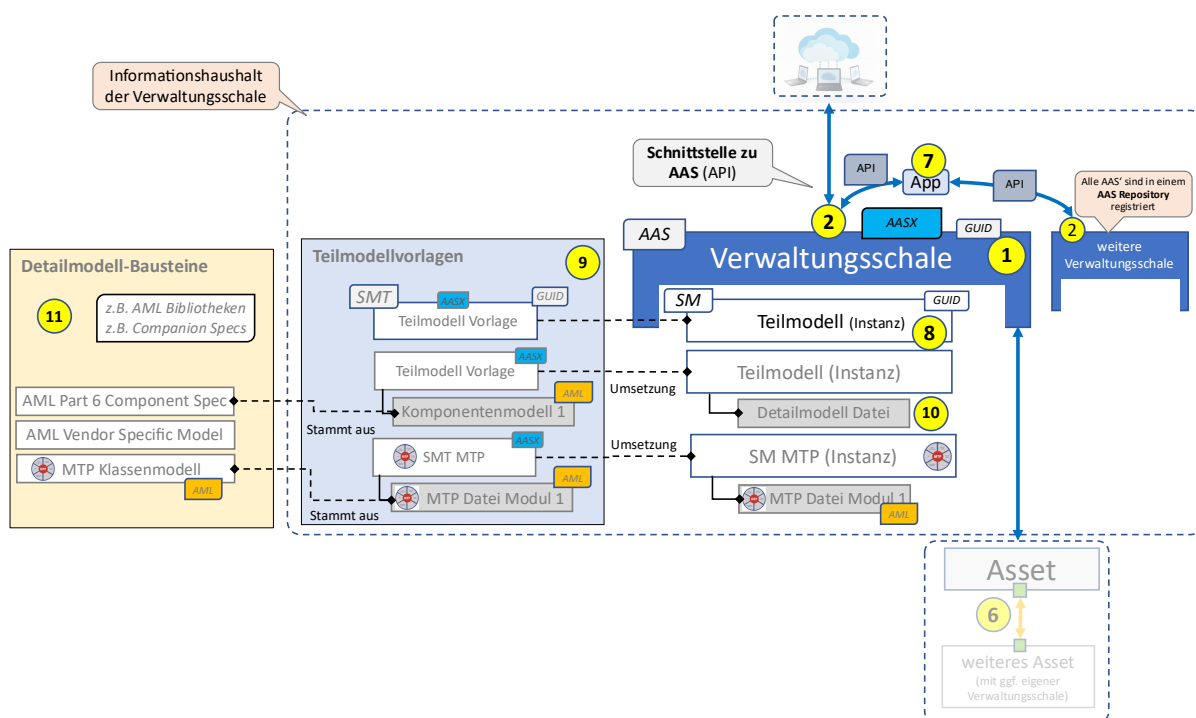 Informationshaushalt
der Verwaltungsschale
Schnittstelle zu
AAS (API)
API
7
App
API
Alle AAS' sind in einem
AAS Repository
registriert
2
AASX
GUID
2
AAS
Verwaltungsschale
1
weitere
Verwaltungsschale
Detailmodell-Bausteine
11
z.B. AML Bibliotheken
z.B. Companion Specs
AML Part 6 Component Spec
AML Vendor Specific Model
MTP Klassenmodell
AML
Teilmodellvorlagen
9
SMT
AASX
GUID
Teilmodell Vorlage
AASX
Teilmodell Vorlage
AML
Komponentenmodell 1
Stammt aus
AASX
SMT MTP
AML
MTP Datei Modul 1
Stammt aus
SM
GUID
Teilmodell (Instanz)
8
Teilmodell (Instanz)
Umsetzung
Detailmodell Datei
10
Umsetzung
SM MTP (Instanz)
MTP Datei Modul 1
AML
Asset
6
weiteres Asset
(mit ggf. eigener
Verwaltungsschale)